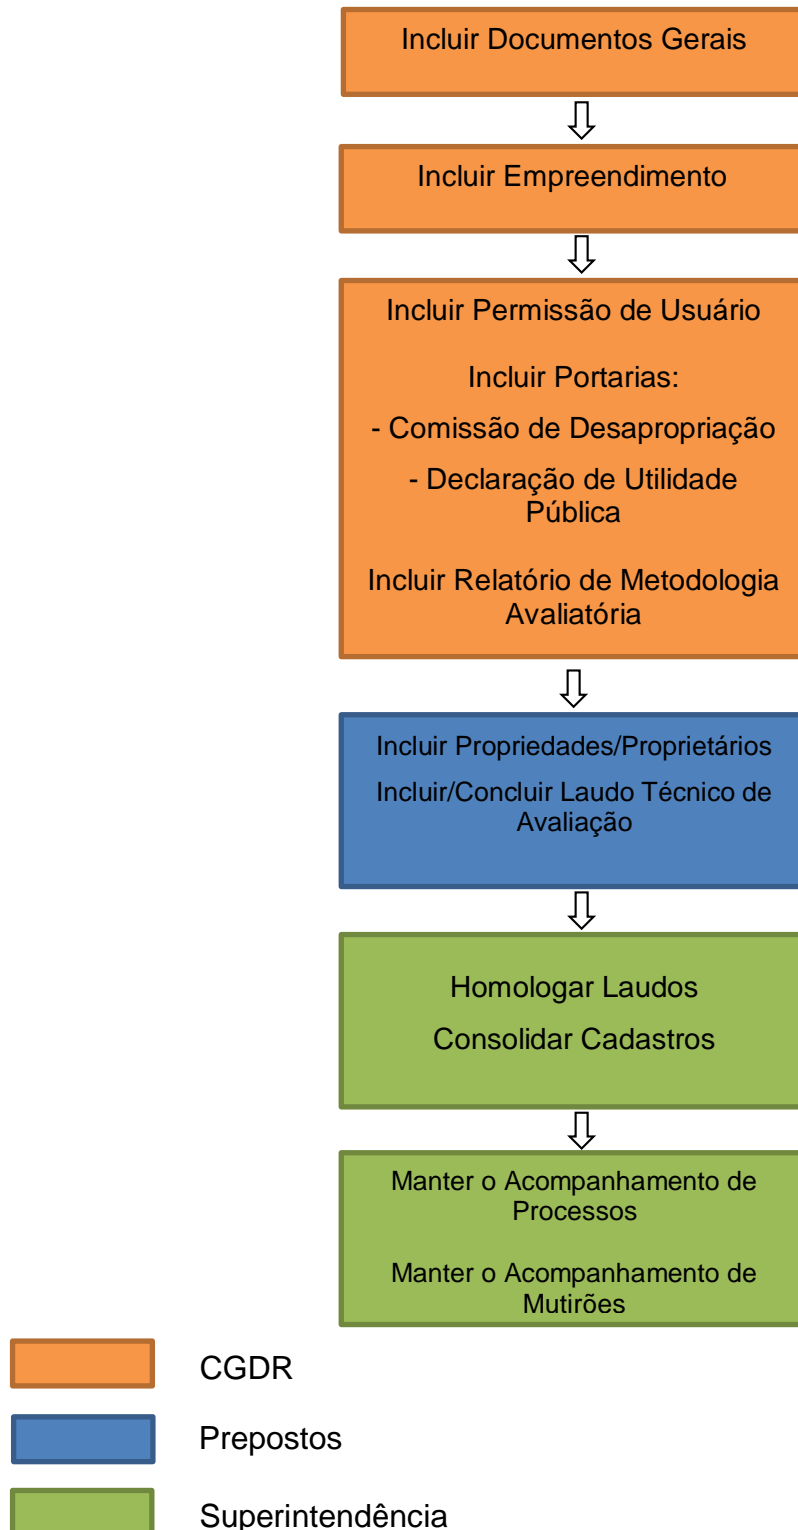 Incluir Documentos Gerais
Incluir Empreendimento
Incluir Permissão de Usuário
Incluir Portarias:
- Comissão de Desapropriação
- Declaração de Utilidade
Pública
Incluir Relatório de Metodologia
Avaliatória
Incluir Propriedades/Proprietários
Incluir/Concluir Laudo Técnico de
Avaliação
Homologar Laudos
Consolidar Cadastros
Manter o Acompanhamento de
Processos
Manter o Acompanhamento de
Mutirões
CGDR
Prepostos
Superintendência